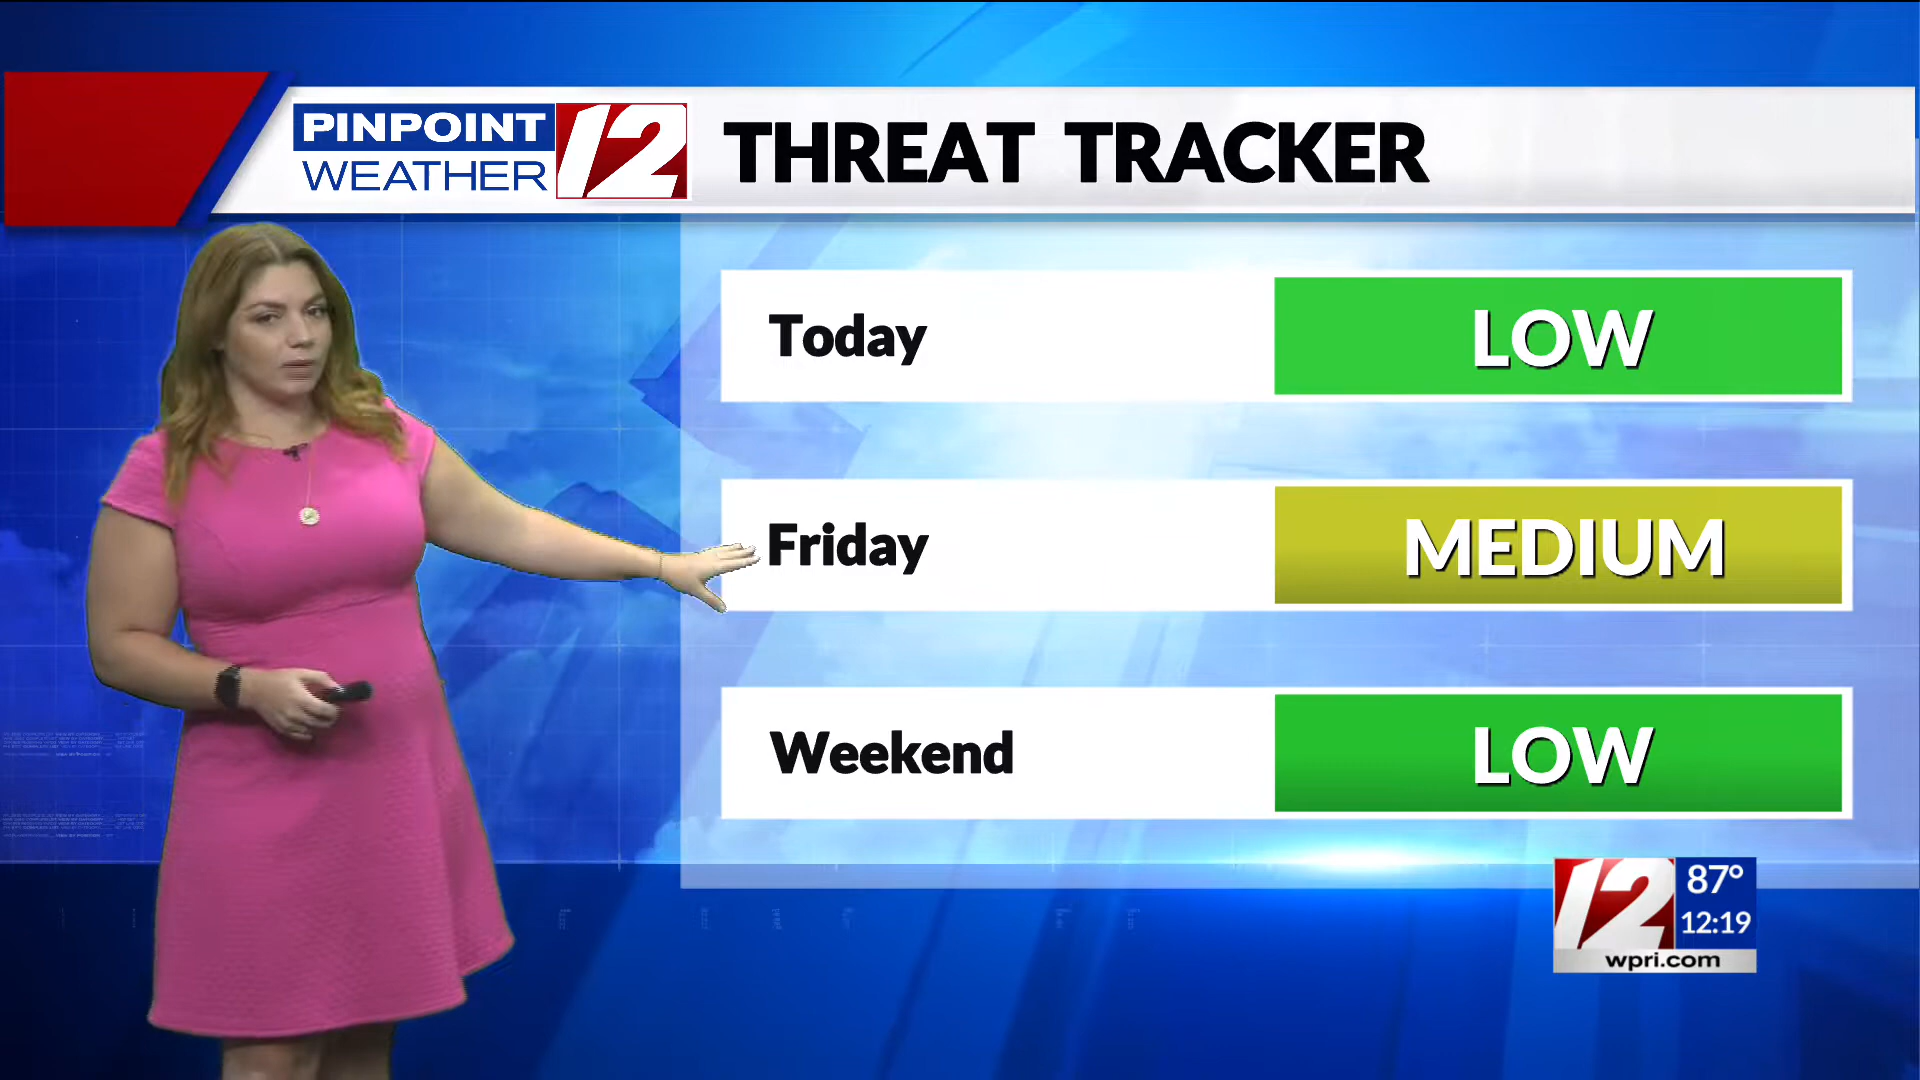 PINPOINT
WEATHER
12
THREAT TRACKER
Today
LOW
Friday
MEDIUM
Weekend
LOW
12
87°
12:19
wpri.com